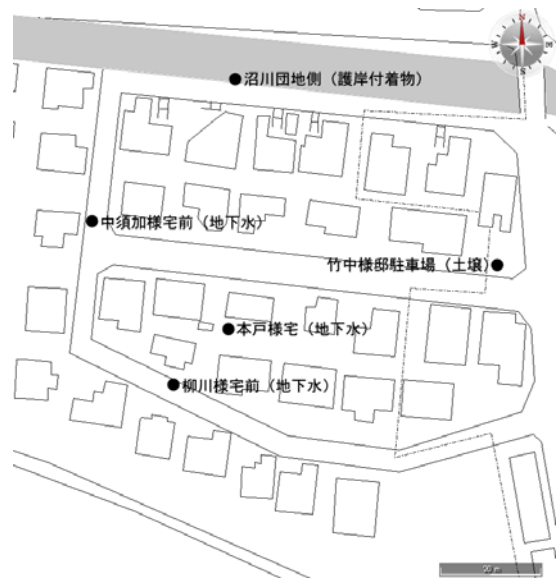 N
W
E
S
沼川団地側（護岸付着物）
中須加様宅前（地下水）
竹中様邸駐車場（土壌）
本戸様宅（地下水）
柳川様宅前（地下水）